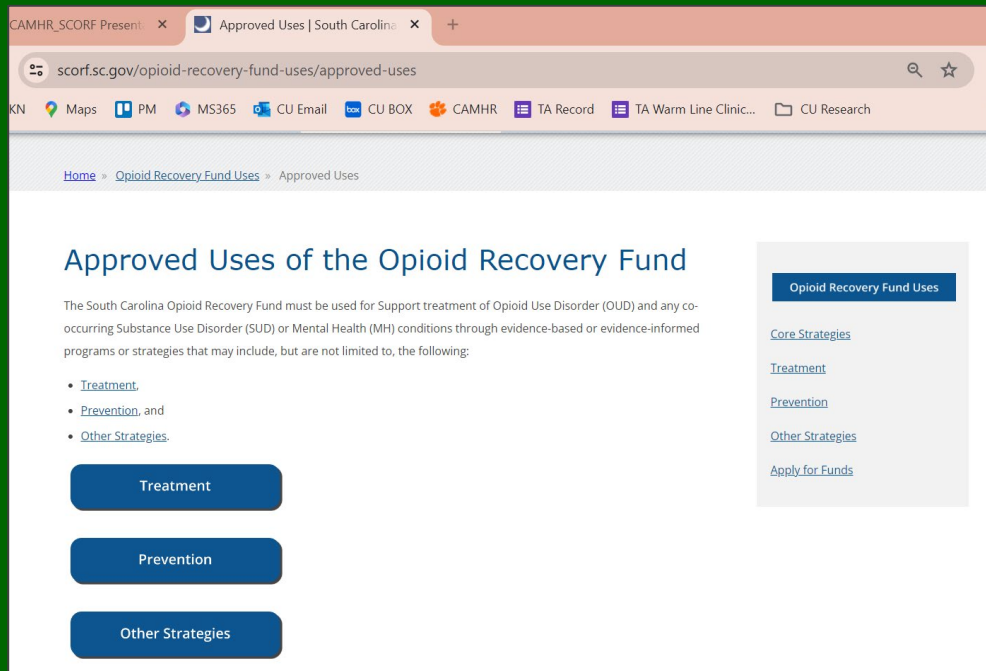 CAMHR_SCORF Present
Approved Uses | South Carolina
scorf.sc.gov/opioid-recovery-fund-uses/approved-uses
KN Maps PM MS365 CU Email box CU BOX CAMHR TA Record TA Warm Line Clinic... CU Research
Home » Opioid Recovery Fund Uses » Approved Uses
Approved Uses of the Opioid Recovery Fund
The South Carolina Opioid Recovery Fund must be used for Support treatment of Opioid Use Disorder (OUD) and any co-
occurring Substance Use Disorder (SUD) or Mental Health (MH) conditions through evidence-based or evidence-informed
programs or strategies that may include, but are not limited to, the following:
• Treatment,
• Prevention, and
• Other Strategies.
Treatment
Prevention
Other Strategies
Opioid Recovery Fund Uses
Core Strategies
Treatment
Prevention
Other Strategies
Apply for Funds